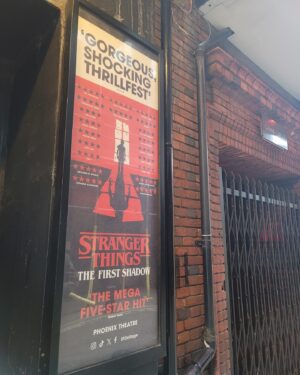 'GORGEOUS,
SHOCKING
THRILLFEST'
STRANGER
THINGS
THE FIRST SHADOW
'THE MEGA
FIVE-STAR HIT'
PHOENIX THEATRE